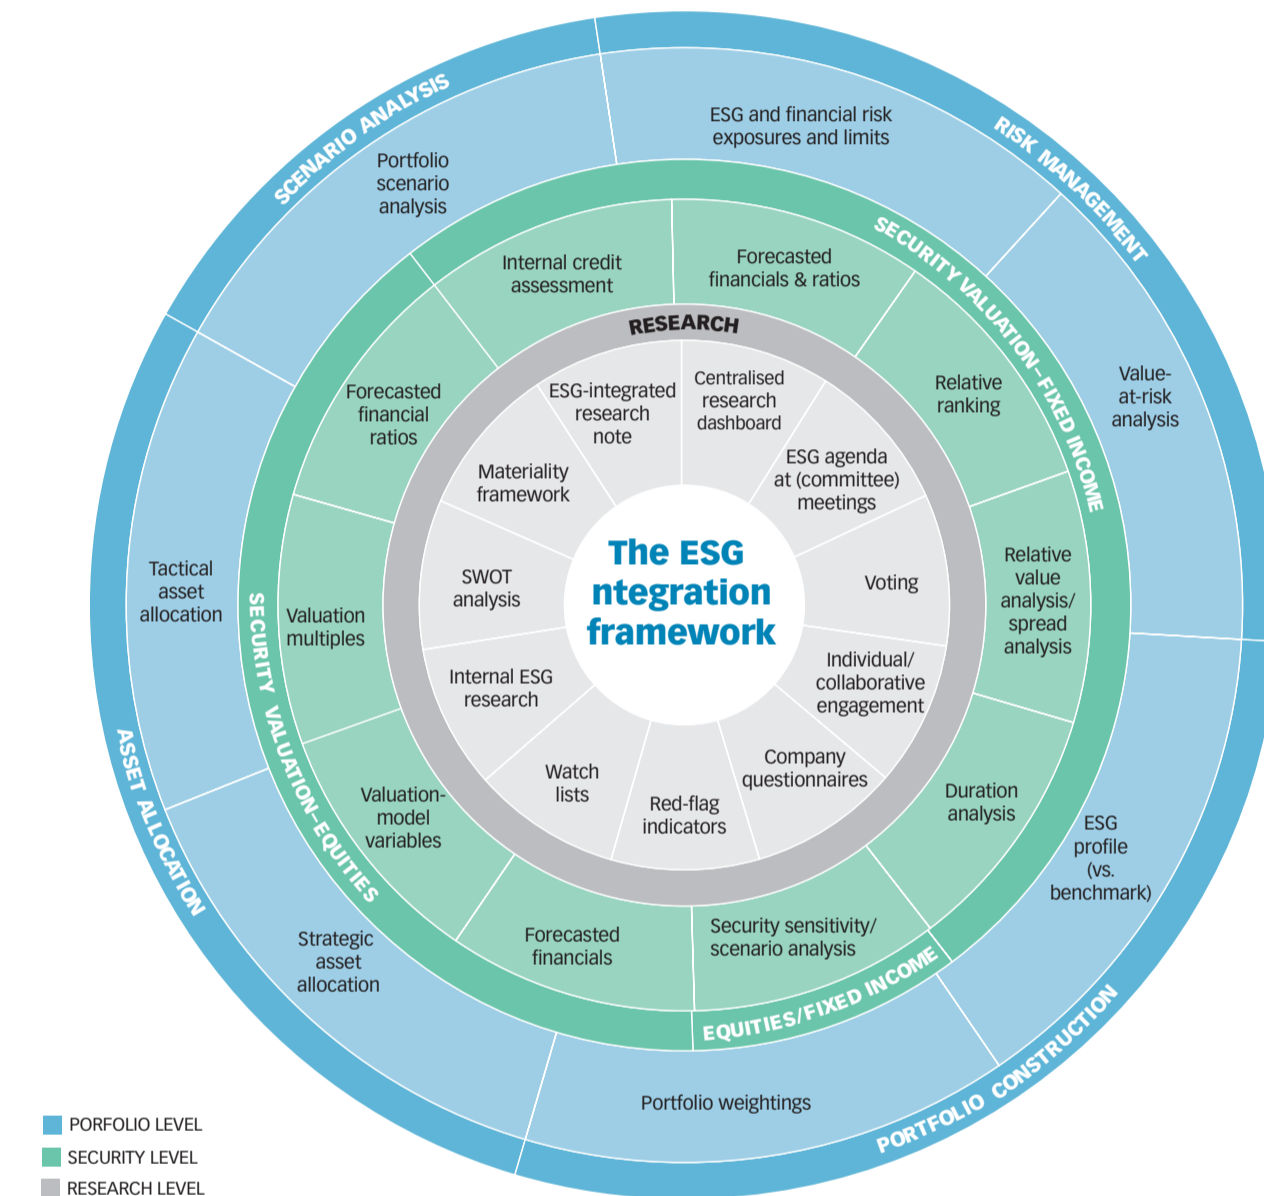 SCENARIO ANALYSIS
RISK MANAGEMENT
PORTFOLIO CONSTRUCTION
ASSET ALLOCATION
Portfolio
scenario
analysis
ESG and financial risk
exposures and limits
Value-
at-risk
analysis
ESG
profile
(vs.
benchmark)
Portfolio weightings
Strategic
asset
allocation
Tactical
asset
allocation
SECURITY VALUATION–FIXED INCOME
EQUITIES/FIXED INCOME
SECURITY VALUATION–EQUITIES
Internal credit
assessment
Forecasted
financials & ratios
Relative
ranking
Relative
value
analysis/
spread
analysis
Duration
analysis
Security sensitivity/
scenario analysis
Forecasted
financials
Valuation-
model
variables
Valuation
multiples
Forecasted
financial
ratios
RESEARCH
ESG-integrated
research
note
Centralised
research
dashboard
ESG agenda
at (committee)
meetings
Voting
Individual/
collaborative
engagement
Company
questionnaires
Red-flag
indicators
Watch
lists
Internal ESG
research
SWOT
analysis
Materiality
framework
The ESG
ntegration
framework
PORFOLIO LEVEL
SECURITY LEVEL
RESEARCH LEVEL